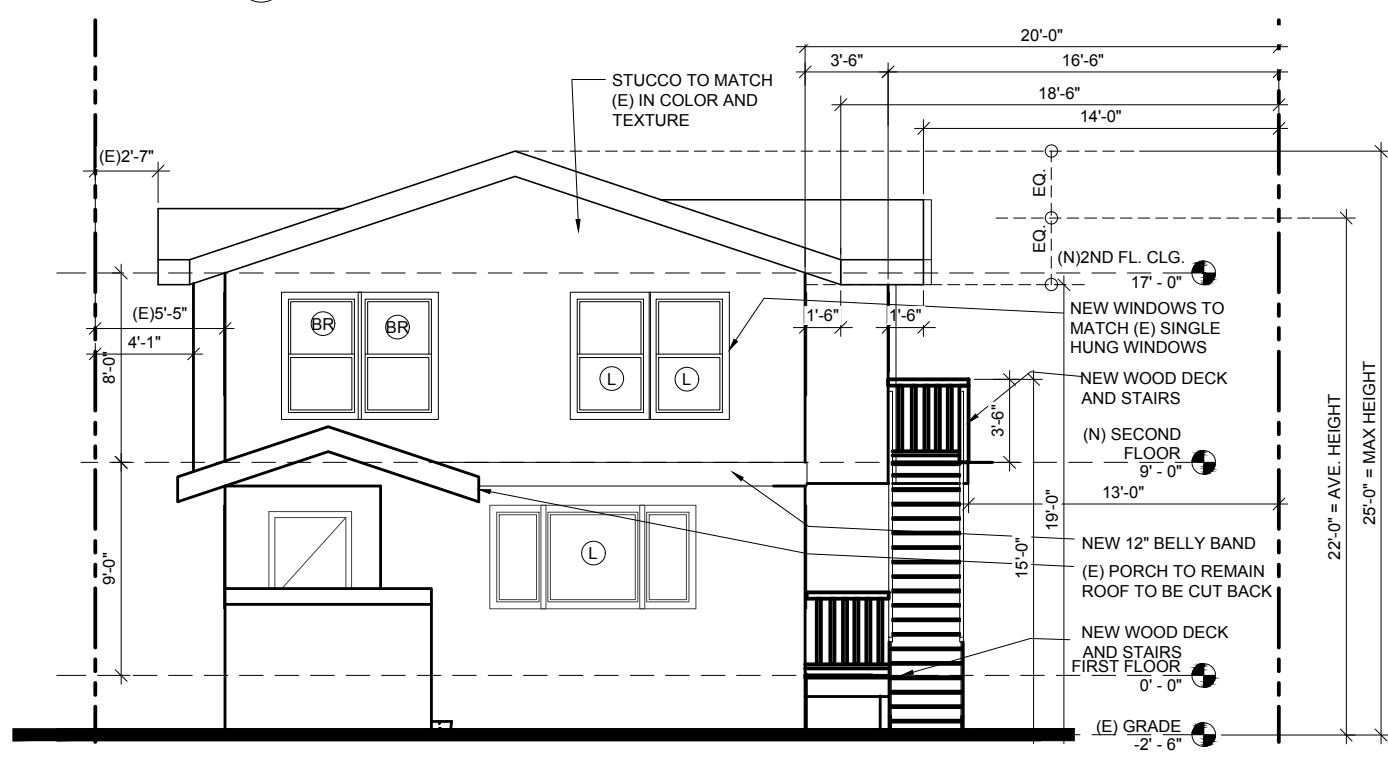 20'-0"
3'-6"
16'-6"
STUCCO TO MATCH
(E) IN COLOR AND
TEXTURE
18'-6"
14'-0"
(E)2'-7"
EQ.
EQ.
(N)2ND FL. CLG.
17' - 0"
(E)5'-5"
4'-1"
8'-0"
BR
BR
L
L
1'-6"
1'-6"
NEW WINDOWS TO
MATCH (E) SINGLE
HUNG WINDOWS
NEW WOOD DECK
AND STAIRS
3'-6"
(N) SECOND
FLOOR
9' - 0"
13'-0"
22'-0" = AVE. HEIGHT
25'-0" = MAX HEIGHT
19'-0"
15'-0"
9'-0"
L
NEW 12" BELLY BAND
(E) PORCH TO REMAIN
ROOF TO BE CUT BACK
NEW WOOD DECK
AND STAIRS
FIRST FLOOR
0' - 0"
(E) GRADE
-2' - 6"